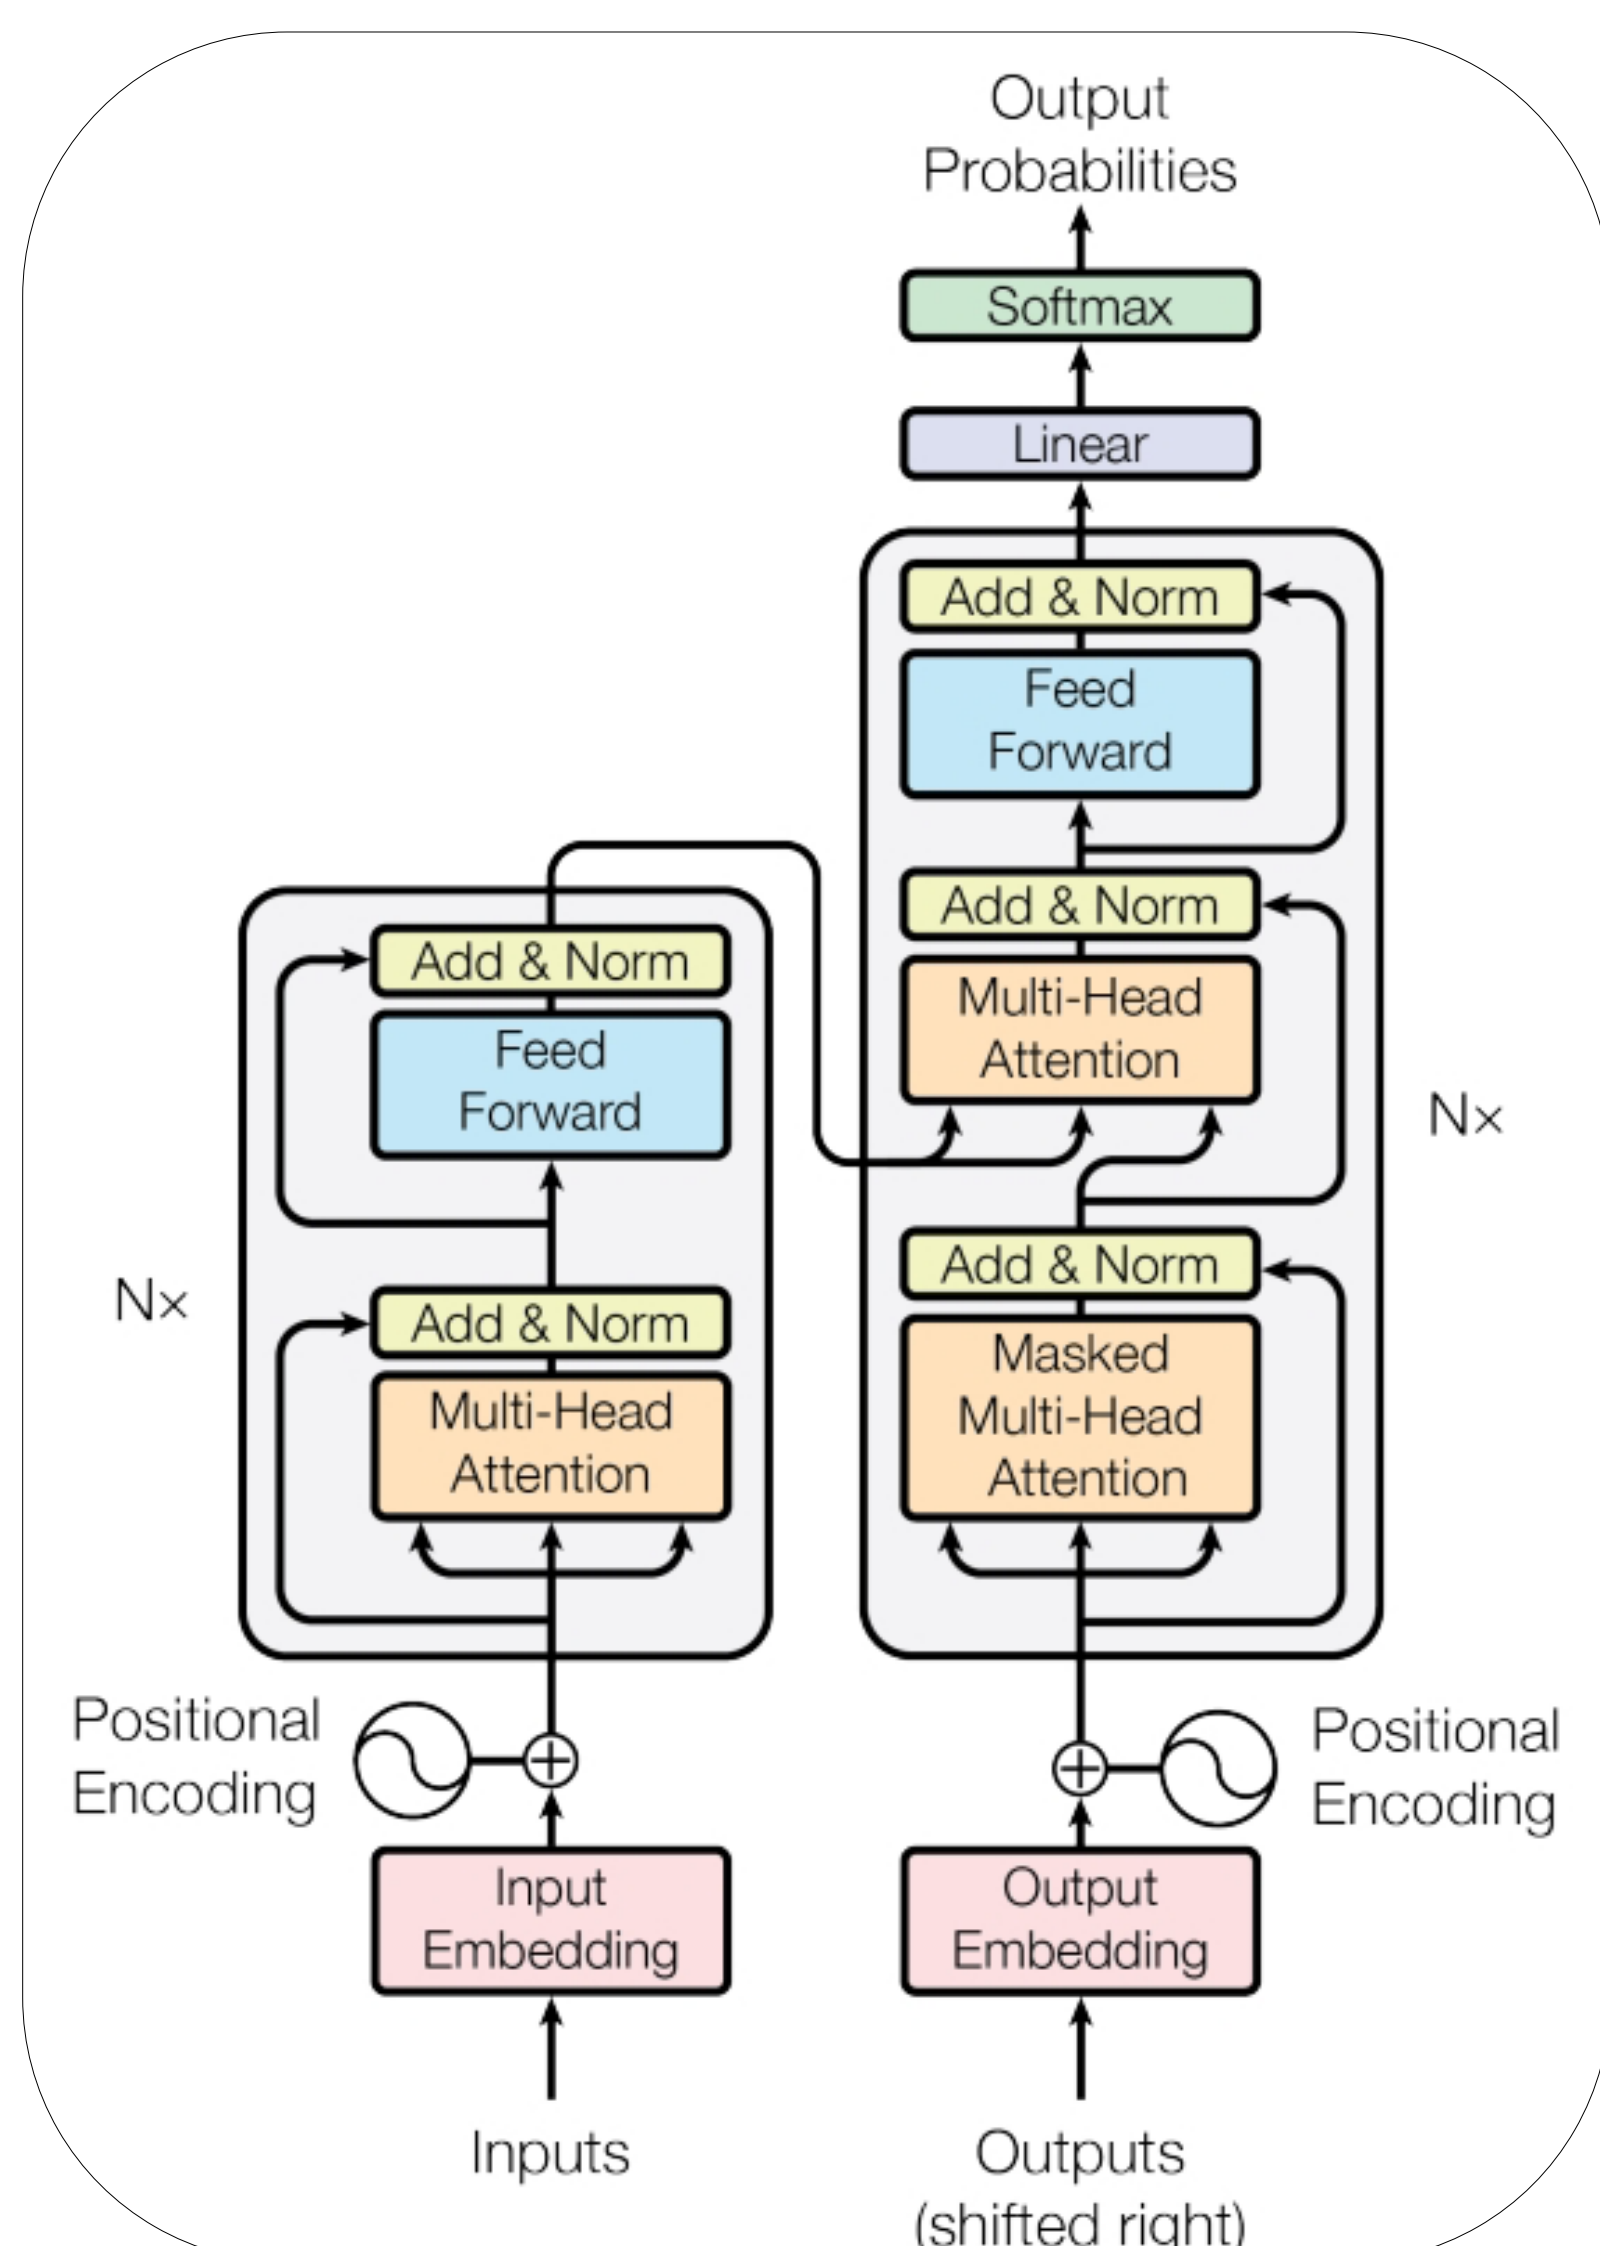 Output
Probabilities
Softmax
Linear
Add & Norm
Feed
Forward
Add & Norm
Multi-Head
Attention
N×
Add & Norm
Masked
Multi-Head
Attention
Add & Norm
Feed
Forward
N×
Add & Norm
Multi-Head
Attention
Positional
Encoding
Positional
Encoding
Input
Embedding
Output
Embedding
Inputs
Outputs
(shifted right)